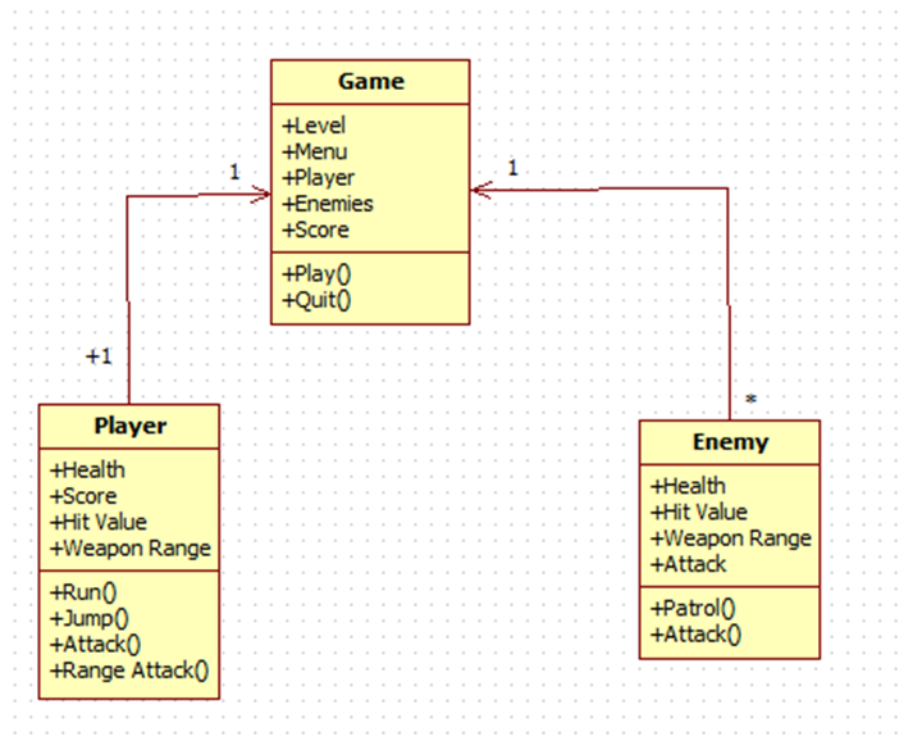 Game
+Level
+Menu
+Player
+Enemies
+Score
+Play()
+Quit()
1
1
+1
*
Player
+Health
+Score
+Hit Value
+Weapon Range
+Run()
+Jump()
+Attack()
+Range Attack()
Enemy
+Health
+Hit Value
+Weapon Range
+Attack
+Patrol()
+Attack()